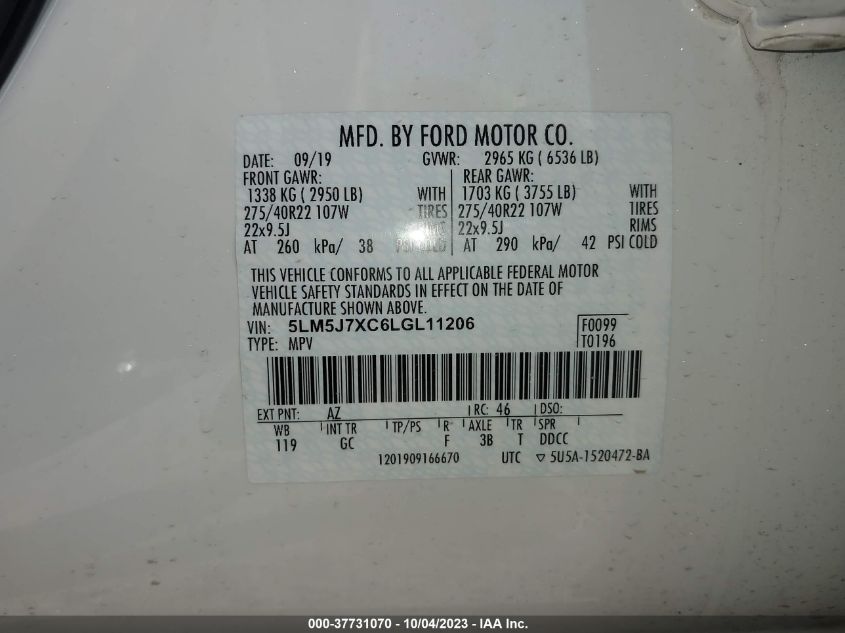 MFD. BY FORD MOTOR CO.
DATE: 09/19 GVWR: 2965 KG ( 6536 LB)
FRONT GAWR: REAR GAWR:
1338 KG ( 2950 LB) WITH 1703 KG ( 3755 LB) WITH
275/40R22 107W TIRES 275/40R22 107W TIRES
22x9.5J RIMS 22x9.5J RIMS
AT 260 kPa/ 38 PSI COLD AT 290 kPa/ 42 PSI COLD
THIS VEHICLE CONFORMS TO ALL APPLICABLE FEDERAL MOTOR
VEHICLE SAFETY STANDARDS IN EFFECT ON THE DATE OF
MANUFACTURE SHOWN ABOVE.
VIN: 5LM5J7XC6LGL11206 F0099
TYPE: MPV T0196
EXT PNT: AZ RC: 46 DSO:
WB INT TR TP/PS R AXLE TR SPR
119 GC F 3B T DDCC
1201909166670 UTC ▽ 5U5A-1520472-BA
000-37731070 - 10/04/2023 - IAA Inc.